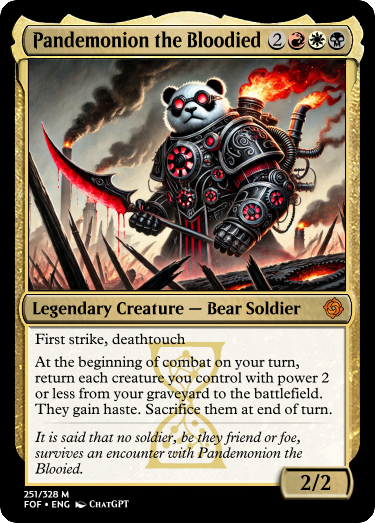 Pandemonion the Bloodied 2
Legendary Creature — Bear Soldier
First strike, deathtouch
At the beginning of combat on your turn,
return each creature you control with power 2
or less from your graveyard to the battlefield.
They gain haste. Sacrifice them at end of turn.
It is said that no soldier, be they friend or foe,
survives an encounter with Pandemonion the
Blooied.
2/2
251/328 M
FOF • ENG ChatGPT